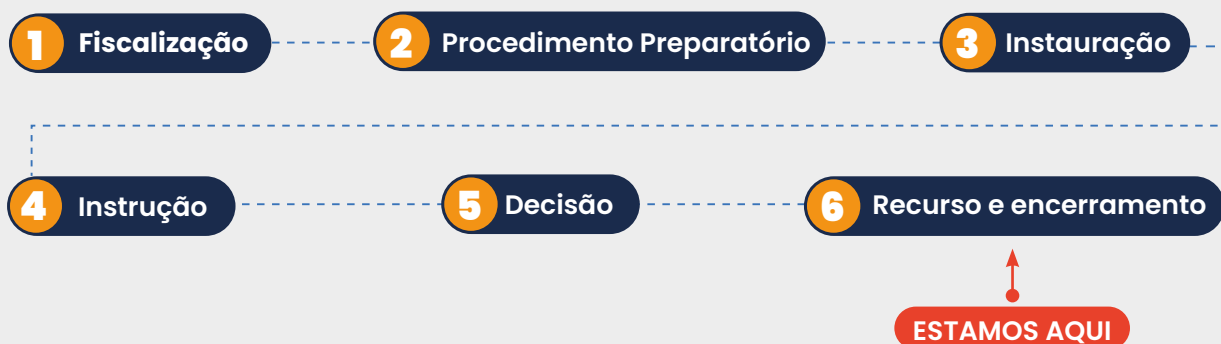 1 Fiscalização
2 Procedimento Preparatório
3 Instauração
4 Instrução
5 Decisão
6 Recurso e encerramento
ESTAMOS AQUI